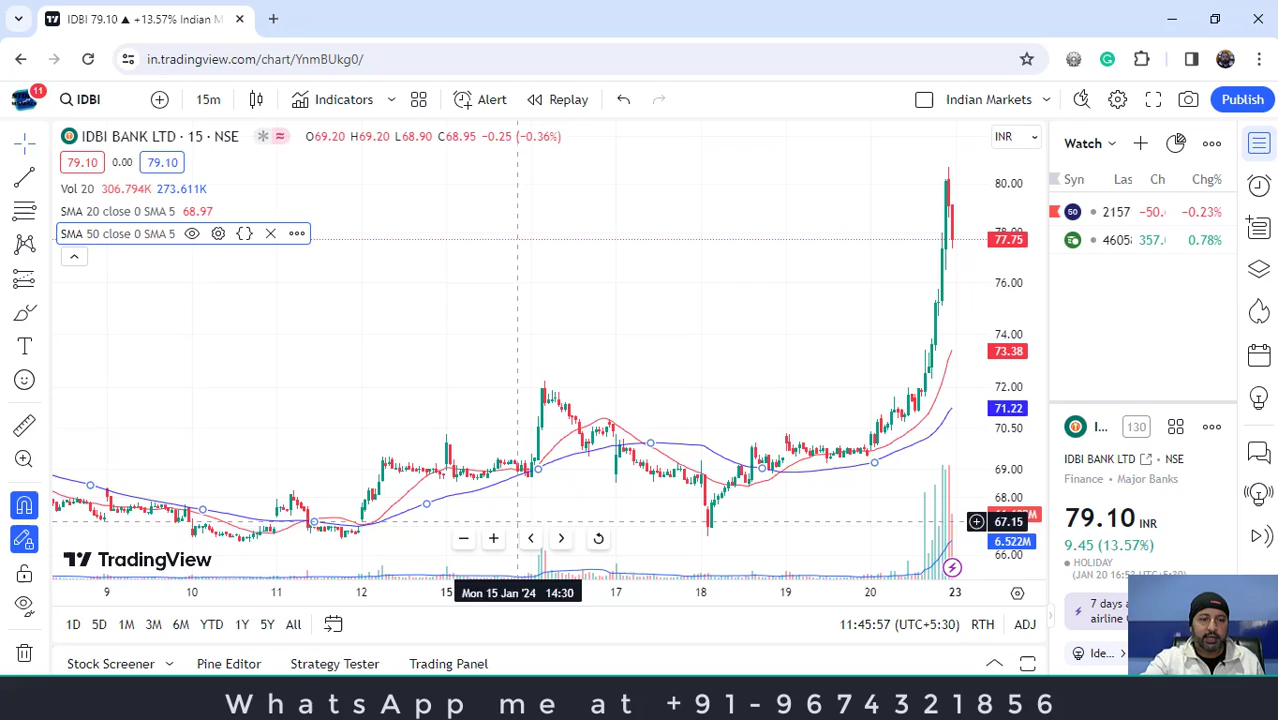 IDBI 79.10 ▲ +13.57% Indian M
in.tradingview.com/chart/YnmBUkg0/
11
IDBI
15m
Indicators
Alert
Replay
Indian Markets
Publish
IDBI BANK LTD · 15 · NSE
O69.20 H69.20 L68.90 C68.95 −0.25 (−0.36%)
INR
79.10 0.00 79.10
Vol 20 306.794K 273.611K
SMA 20 close 0 SMA 5 68.97
SMA 50 close 0 SMA 5
80.00
77.75
76.00
74.00
73.38
72.00
71.22
70.50
69.00
68.00
67.15
6.522M
66.00
TradingView
9 10 11 12 15 Mon 15 Jan '24 14:30 17 18 19 20 23
1D 5D 1M 3M 6M YTD 1Y 5Y All
11:45:57 (UTC+5:30) RTH ADJ
Stock Screener
Pine Editor
Strategy Tester
Trading Panel
Watch
Syn Las Ch Chg%
50 2157 −50. −0.23%
4605 357. 0.78%
I... 130
IDBI BANK LTD · NSE
Finance · Major Banks
79.10 INR
9.45 (13.57%)
HOLIDAY
7 days a
airline
Ide...
WhatsApp me at +91-9674321856